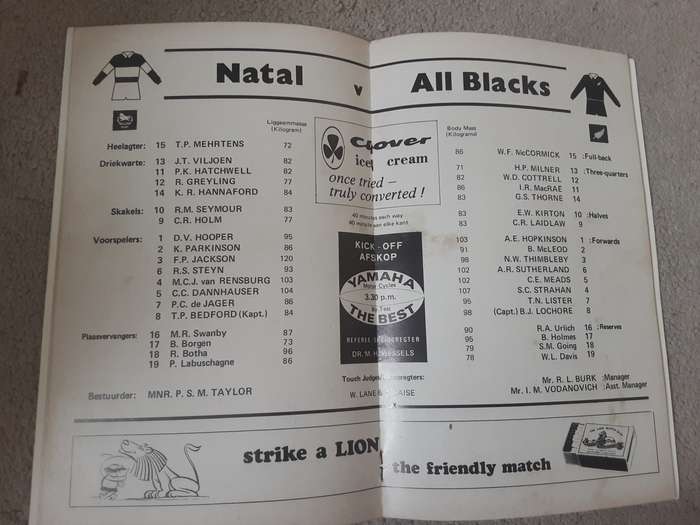 Natal v All Blacks
Liggaamsmassa
(Kilogram)
Heelagter: 15 T.P. MEHRTENS 72
Driekwarte: 13 J.T. VILJOEN 82
11 P.K. HATCHWELL 82
12 R. GREYLING 77
14 K. R. HANNAFORD 84
Skakels: 10 R.M. SEYMOUR 83
9 C.R. HOLM 77
Voorspelers: 1 D.V. HOOPER 95
2 K. PARKINSON 86
3 F.P. JACKSON 120
6 R.S. STEYN 93
4 M.C.J. van RENSBURG 103
5 C.C. DANNHAUSER 104
7 P.C. de JAGER 86
8 T.P. BEDFORD (Kapt.) 84
Plaasvervangers: 16 M.R. Swanby 87
17 B. Borgen 73
18 R. Botha 96
19 P. Labuschagne 86
Bestuurder: MNR. P. S. M. TAYLOR
Clover
ice cream
once tried –
truly converted !
40 minutes each way
40 minute aan elke kant
KICK-OFF
AFSKOP
YAMAHA
Motor Cycles
3.30 p.m.
By Test
THE BEST
REFEREE
DR. M.
Touch Judges
W. LANE
Body Mass
(Kilograms)
86 W.F. McCORMICK 15 :Full-back
71 H.P. MILNER 13 :Three-quarters
82 W.D. COTTRELL 12
86 I.R. MacRAE 11
83 G.S. THORNE 14
83 E.W. KIRTON 10 :Halves
83 C.R. LAIDLAW 9
103 A.E. HOPKINSON 1 :Forwards
91 B. McLEOD 2
98 N.W. THIMBLEBY 3
102 A.R. SUTHERLAND 6
102 C.E. MEADS 5
107 S.C. STRAHAN 4
95 T.N. LISTER 7
98 (Capt.) B.J. LOCHORE 8
90 R.A. Urlich 16 :Reserves
95 B. Holmes 17
79 S.M. Going 18
78 W.L. Davis 19
Mr. R. L. BURK :Manager
Mr. I. M. VODANOVICH :Asst. Manager
strike a LION
the friendly match